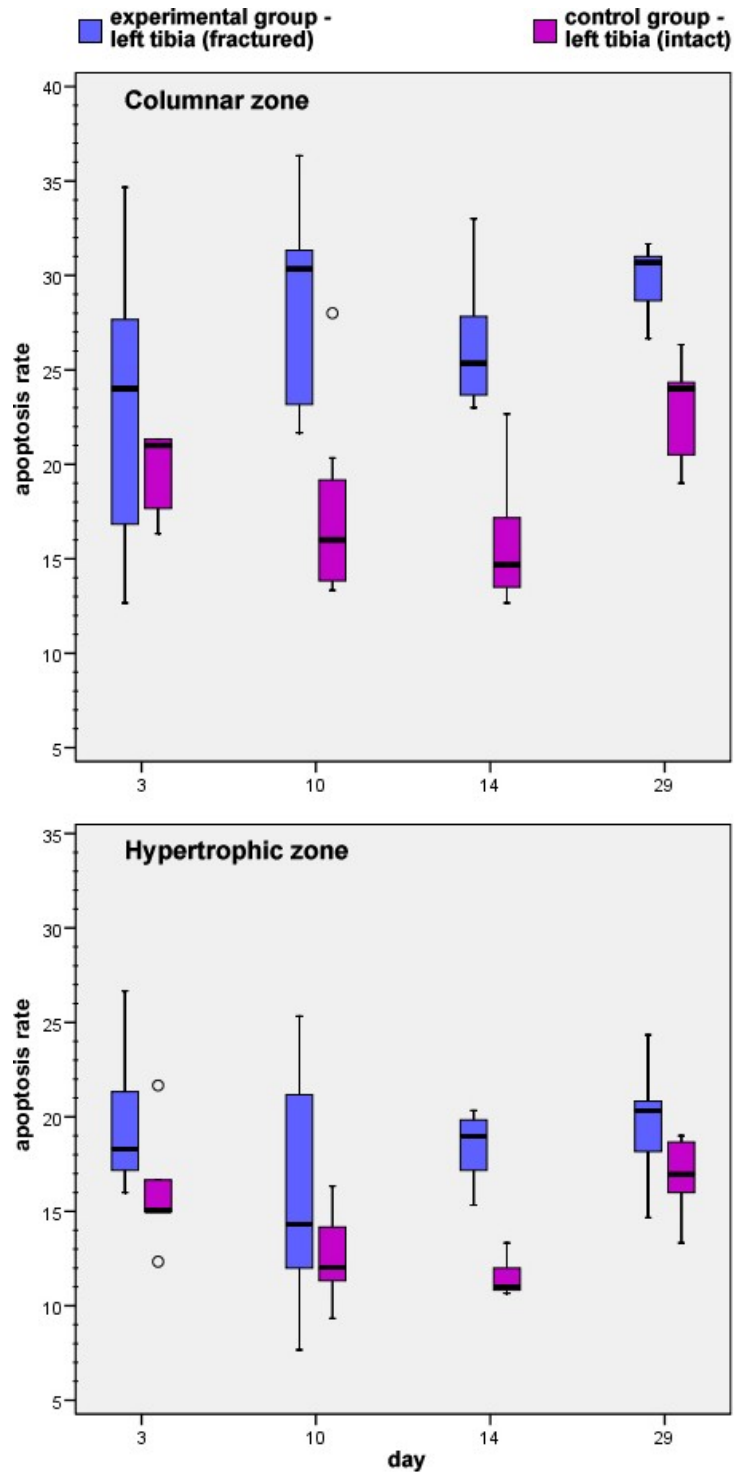 experimental group -
left tibia (fractured)
control group -
left tibia (intact)
Columnar zone
40
35
30
25
20
15
10
5
apoptosis rate
3 10 14 29
Hypertrophic zone
35
30
25
20
15
10
5
apoptosis rate
3 10 14 29
day